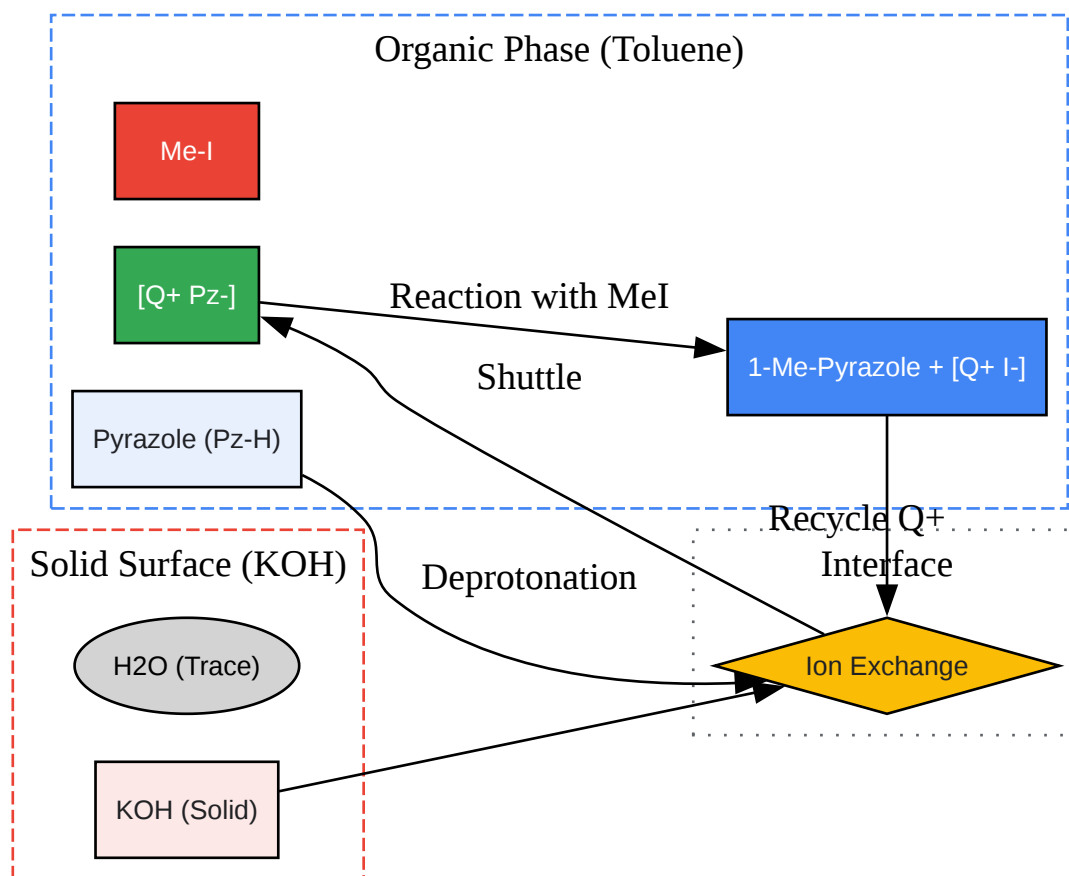 Organic Phase (Toluene)
Me-I
[Q+ Pz-]
Reaction with MeI
1-Me-Pyrazole + [Q+ I-]
Shuttle
Pyrazole (Pz-H)
Recycle Q+
Interface
Solid Surface (KOH)
Deprotonation
H2O (Trace)
Ion Exchange
KOH (Solid)